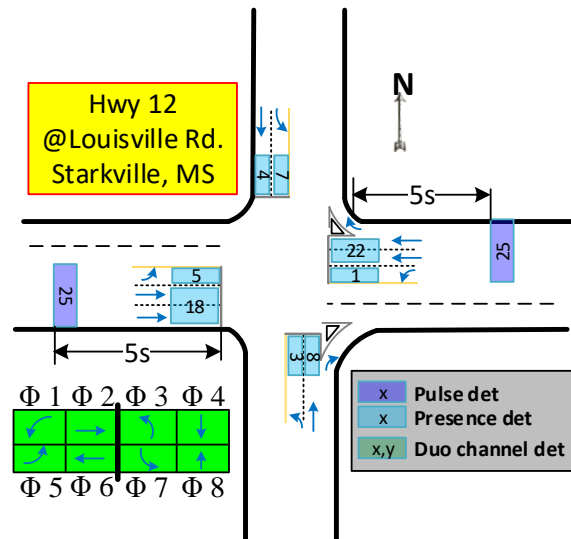 Hwy 12
@Louisville Rd.
Starkville, MS
N
4
7
5s
22
25
1
5
25
18
3
8
5s
Φ 1 Φ 2 Φ 3 Φ 4
Φ 5 Φ 6 Φ 7 Φ 8
x Pulse det
x Presence det
x,y Duo channel det